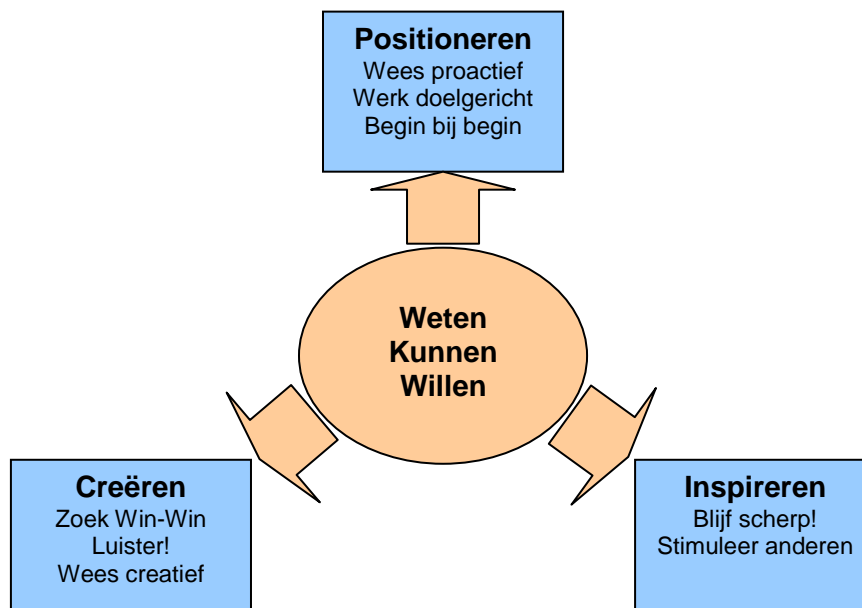 Positioneren
Wees proactief
Werk doelgericht
Begin bij begin
Weten
Kunnen
Willen
Creëren
Zoek Win-Win
Luister!
Wees creatief
Inspireren
Blijf scherp!
Stimuleer anderen